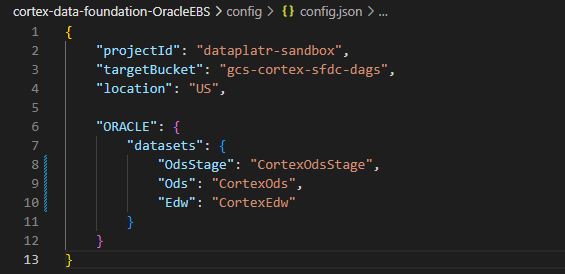 cortex-data-foundation-OracleEBS > config > {} config.json > ...
1 {
2 "projectId": "dataplatr-sandbox",
3 "targetBucket": "gcs-cortex-sfdc-dags",
4 "location": "US",
5
6 "ORACLE": {
7 "datasets": {
8 "OdsStage": "CortexOdsStage",
9 "Ods": "CortexOds",
10 "Edw": "CortexEdw"
11 }
12 }
13 }